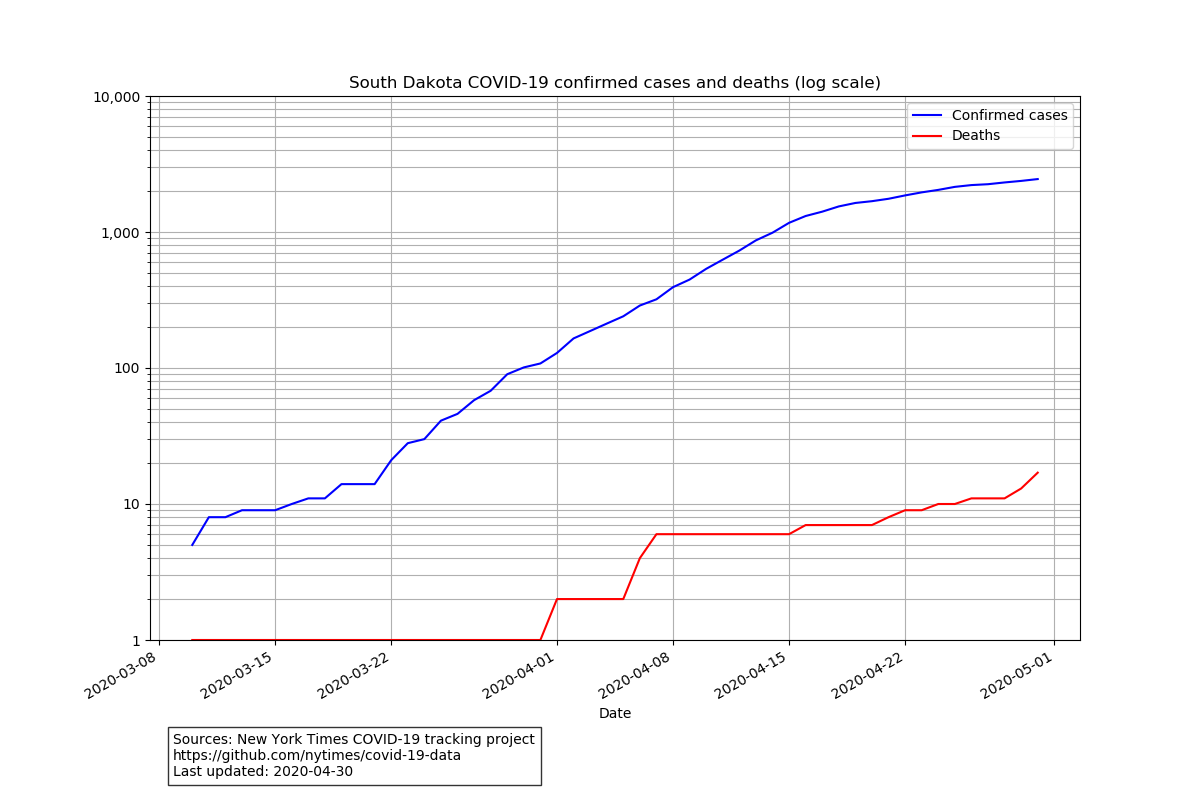 South Dakota COVID-19 confirmed cases and deaths (log scale)
Confirmed cases
Deaths
10,000
1,000
100
10
1
2020-03-08
2020-03-15
2020-03-22
2020-04-01
2020-04-08
2020-04-15
2020-04-22
2020-05-01
Date
Sources: New York Times COVID-19 tracking project
https://github.com/nytimes/covid-19-data
Last updated: 2020-04-30